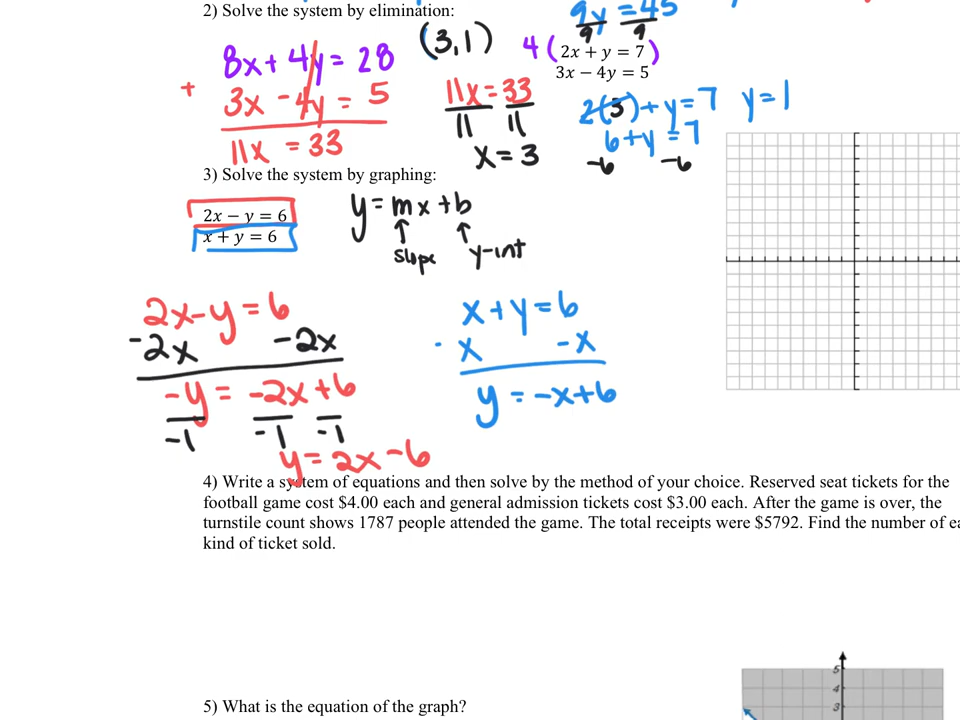 2) Solve the system by elimination:
9y = 45
9 9
(3,1)
4 ( 2x + y = 7 )
3x − 4y = 5
8x + 4y = 28
+ 3x - 4y = 5
11x = 33
11x = 33
11 11
x = 3
2(3) + y = 7 y = 1
6 + y = 7
-6 -6
3) Solve the system by graphing:
2x − y = 6
x + y = 6
y = mx + b
slope y-int
2x - y = 6
-2x -2x
-y = -2x + 6
-1 -1 -1
y = 2x - 6
x + y = 6
- x - x
y = -x + 6
4) Write a system of equations and then solve by the method of your choice. Reserved seat tickets for the
football game cost $4.00 each and general admission tickets cost $3.00 each. After the game is over, the
turnstile count shows 1787 people attended the game. The total receipts were $5792. Find the number of ea
kind of ticket sold.
5) What is the equation of the graph?
5
4
3